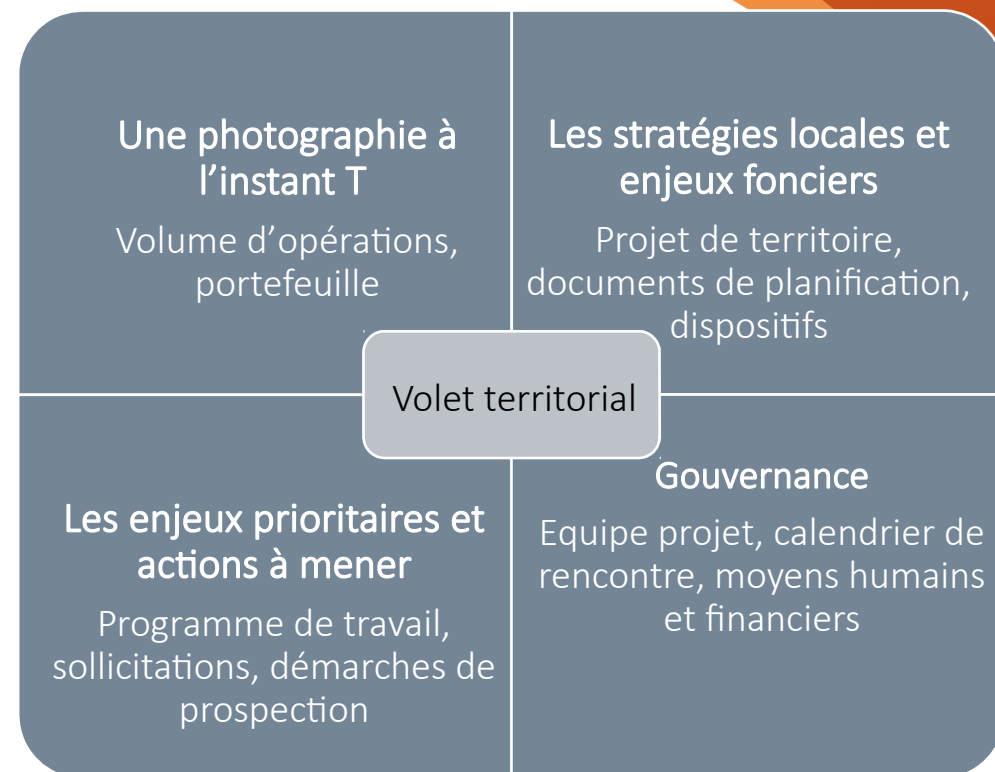 Une photographie à
l’instant T
Volume d’opérations,
portefeuille
Les stratégies locales et
enjeux fonciers
Projet de territoire,
documents de planification,
dispositifs
Volet territorial
Les enjeux prioritaires et
actions à mener
Programme de travail,
sollicitations, démarches de
prospection
Gouvernance
Equipe projet, calendrier de
rencontre, moyens humains
et financiers